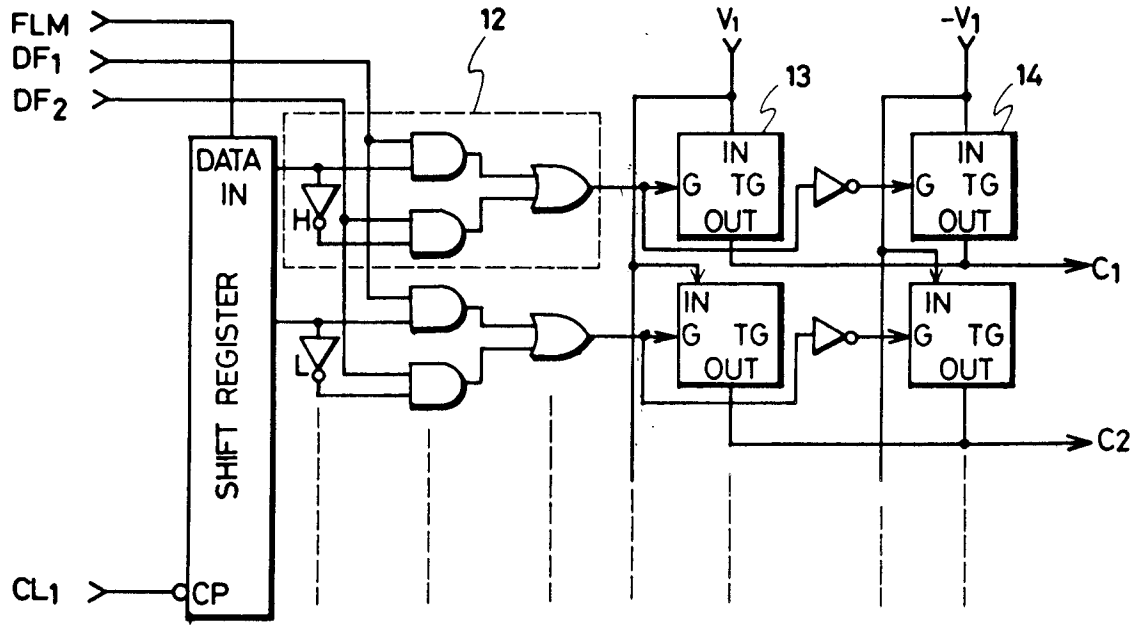 FLM
DF1
DF2
12
V1
-V1
13
14
DATA
IN
H
IN
G TG
OUT
IN
G TG
OUT
C1
SHIFT REGISTER
L
IN
G TG
OUT
IN
G TG
OUT
C2
CL1
CP